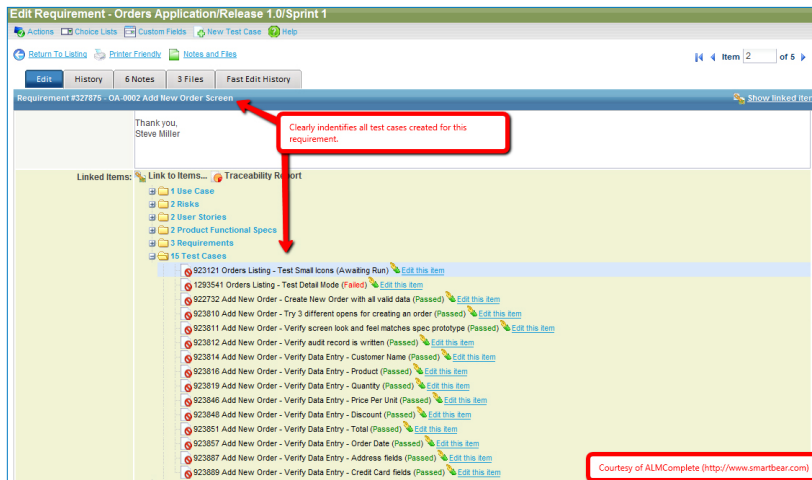 Edit Requirement - Orders Application/Release 1.0/Sprint 1
Actions Choice Lists Custom Fields New Test Case Help
Return To Listing Printer Friendly Notes and Files
Item 2 of 5
Edit History 6 Notes 3 Files Fast Edit History
Requirement #327875 - OA-0002 Add New Order Screen
Show linked item
Thank you,
Steve Miller
Clearly indentifies all test cases created for this
requirement.
Linked Items: Link to Items... Traceability Report
1 Use Case
2 Risks
2 User Stories
2 Product Functional Specs
3 Requirements
15 Test Cases
923121 Orders Listing - Test Small Icons (Awaiting Run) Edit this item
1293541 Orders Listing - Test Detail Mode (Failed) Edit this item
922732 Add New Order - Create New Order with all valid data (Passed) Edit this item
923810 Add New Order - Try 3 different opens for creating an order (Passed) Edit this item
923811 Add New Order - Verify screen look and feel matches spec prototype (Passed) Edit this item
923812 Add New Order - Verify audit record is written (Passed) Edit this item
923814 Add New Order - Verify Data Entry - Customer Name (Passed) Edit this item
923816 Add New Order - Verify Data Entry - Product (Passed) Edit this item
923819 Add New Order - Verify Data Entry - Quantity (Passed) Edit this item
923846 Add New Order - Verify Data Entry - Price Per Unit (Passed) Edit this item
923848 Add New Order - Verify Data Entry - Discount (Passed) Edit this item
923851 Add New Order - Verify Data Entry - Total (Passed) Edit this item
923857 Add New Order - Verify Data Entry - Order Date (Passed) Edit this item
923887 Add New Order - Verify Data Entry - Address fields (Passed) Edit this item
923889 Add New Order - Verify Data Entry - Credit Card fields (Passed) Edit this item
Courtesy of ALMComplete (http://www.smartbear.com)